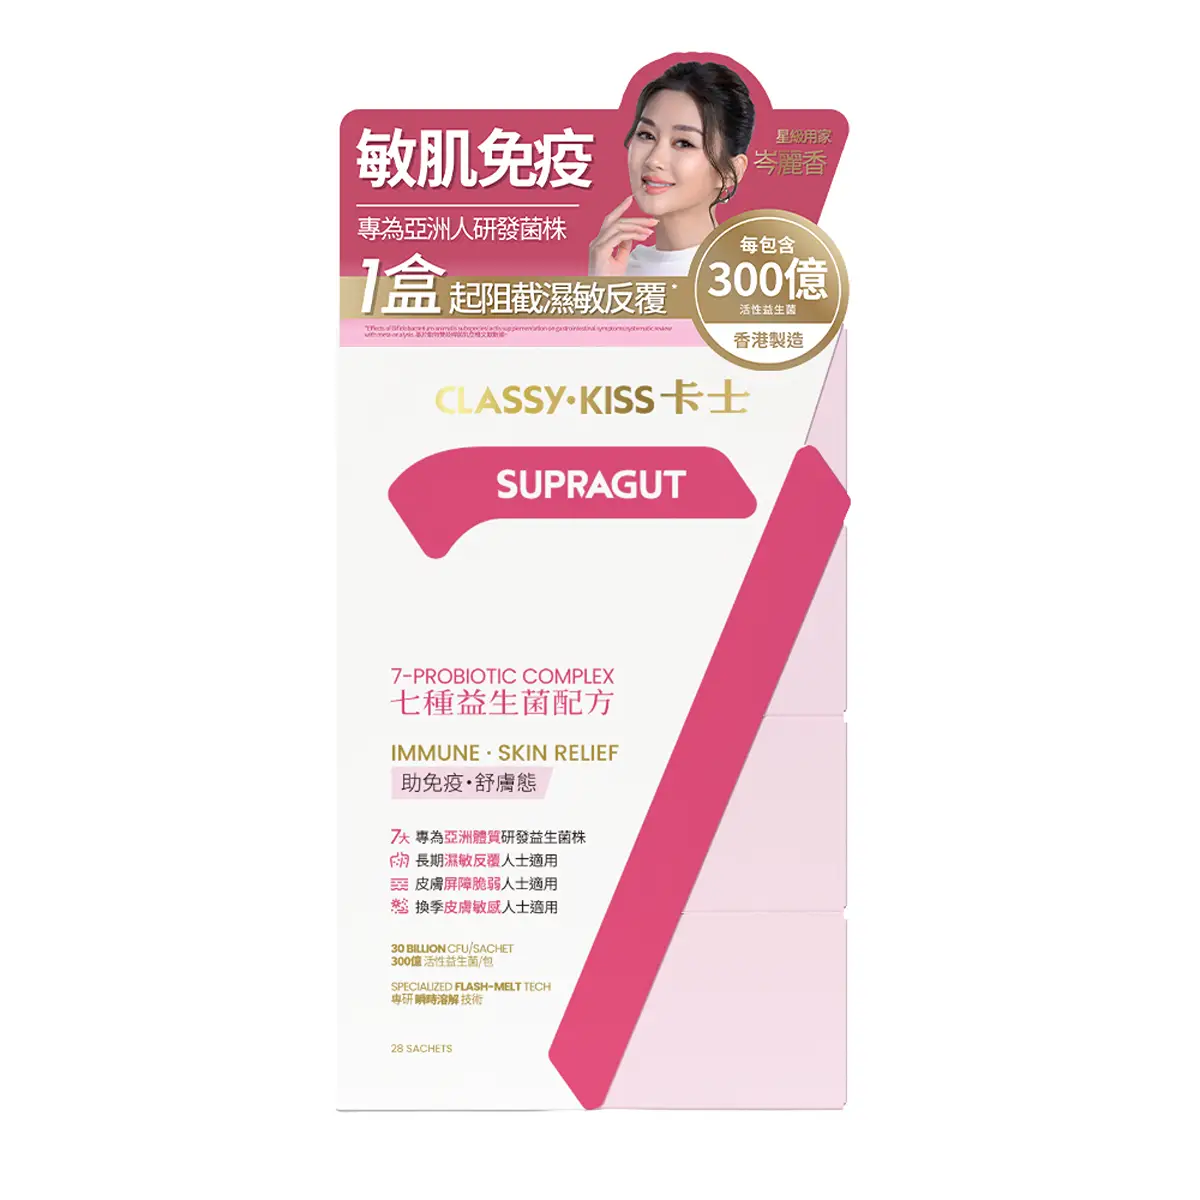 敏肌免疫
星級用家
岑麗香
專為亞洲人研發菌株
1盒起阻截濕敏反覆*
每包含
300億
活性益生菌
香港製造
CLASSY·KISS 卡士
SUPRAGUT
7-PROBIOTIC COMPLEX
七種益生菌配方
IMMUNE · SKIN RELIEF
助免疫•舒膚態
7大 專為亞洲體質研發益生菌株
長期濕敏反覆人士適用
皮膚屏障脆弱人士適用
換季皮膚敏感人士適用
30 BILLION CFU/SACHET
300億 活性益生菌/包
SPECIALIZED FLASH-MELT TECH
專研瞬時溶解技術
28 SACHETS